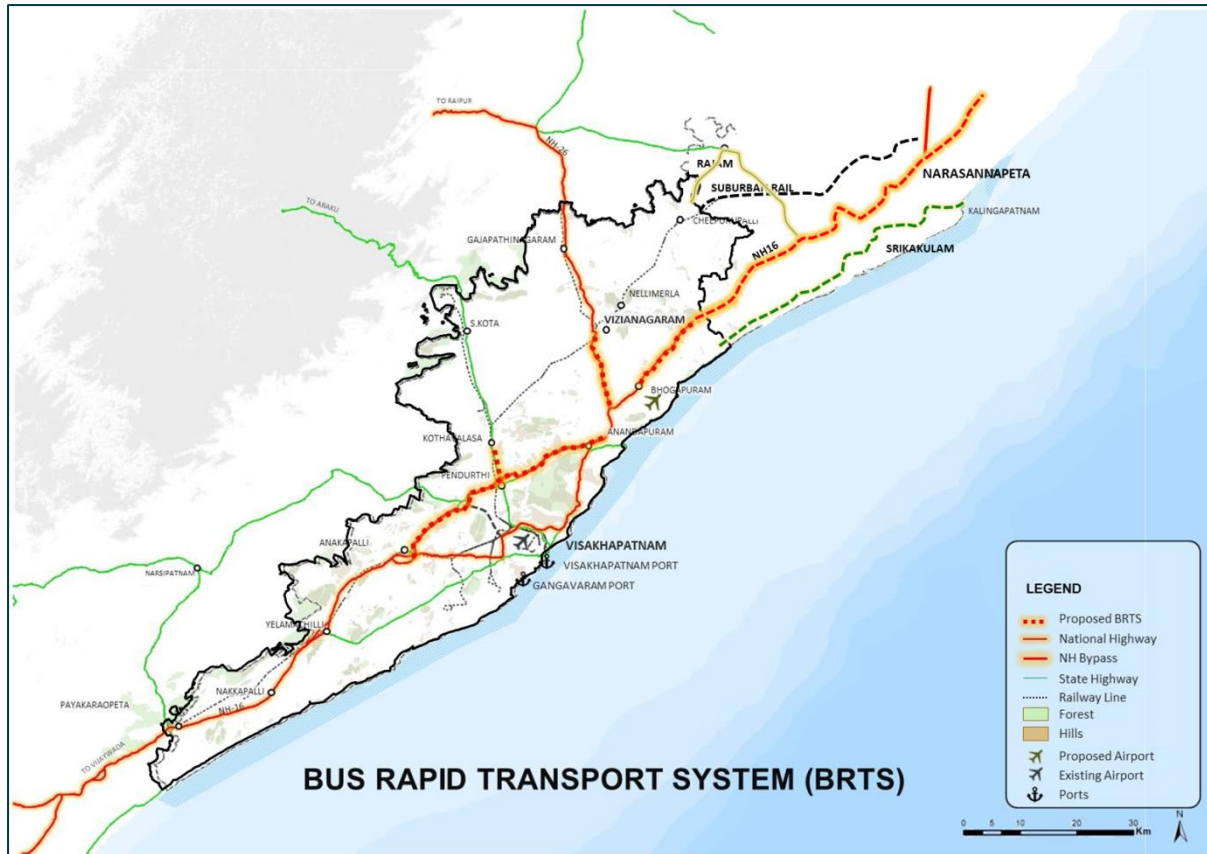 TO RAIPUR
NH-26
RAJAM
SUBURBAN RAIL
NARASANNAPETA
KALINGAPATNAM
TO ARAKU
CHEEPURUPALLI
GAJAPATHINAGARAM
NH16
SRIKAKULAM
NELLIMERLA
S.KOTA
VIZIANAGARAM
BHOGAPURAM
KOTHAVALASA
ANANDAPURAM
PENDURTHI
ANAKAPALLI
VISAKHAPATNAM
VISAKHAPATNAM PORT
NARSIPATNAM
GANGAVARAM PORT
YELAMACHILLI
NAKKAPALLI
PAYAKARAOPETA
NH-16
TO VIJAYWADA
BUS RAPID TRANSPORT SYSTEM (BRTS)
LEGEND
Proposed BRTS
National Highway
NH Bypass
State Highway
Railway Line
Forest
Hills
Proposed Airport
Existing Airport
Ports
N
0 5 10 20 30
Km